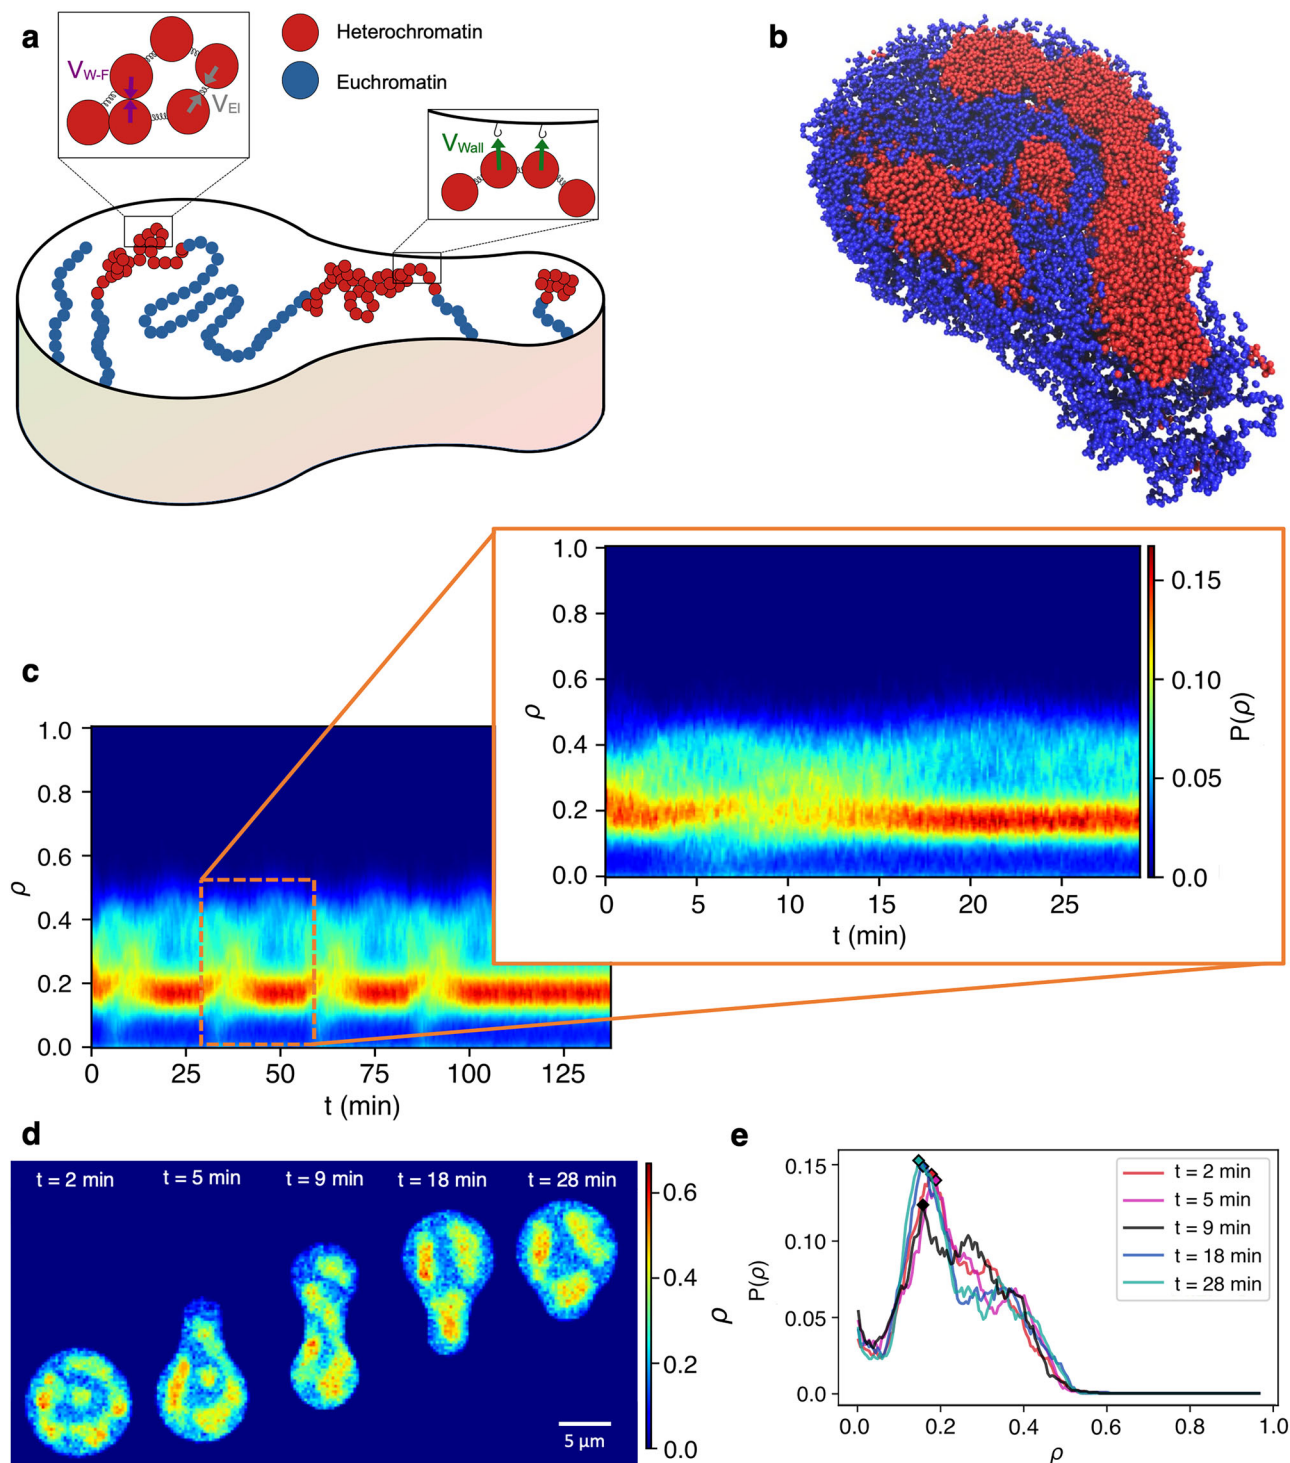 a
V_W-F
V_El
Heterochromatin
Euchromatin
V_Wall
b
c
1.0
0.8
0.6
0.4
0.2
0.0
ρ
0 5 10 15 20 25
t (min)
0.15
0.10
0.05
0.0
P(ρ)
1.0
0.8
0.6
0.4
0.2
0.0
ρ
0 25 50 75 100 125
t (min)
d
t = 2 min t = 5 min t = 9 min t = 18 min t = 28 min
5 μm
0.6
0.4
0.2
0.0
ρ
e
0.15
0.10
0.05
0.0
P(ρ)
t = 2 min
t = 5 min
t = 9 min
t = 18 min
t = 28 min
0.0 0.2 0.4 0.6 0.8 1.0
ρ